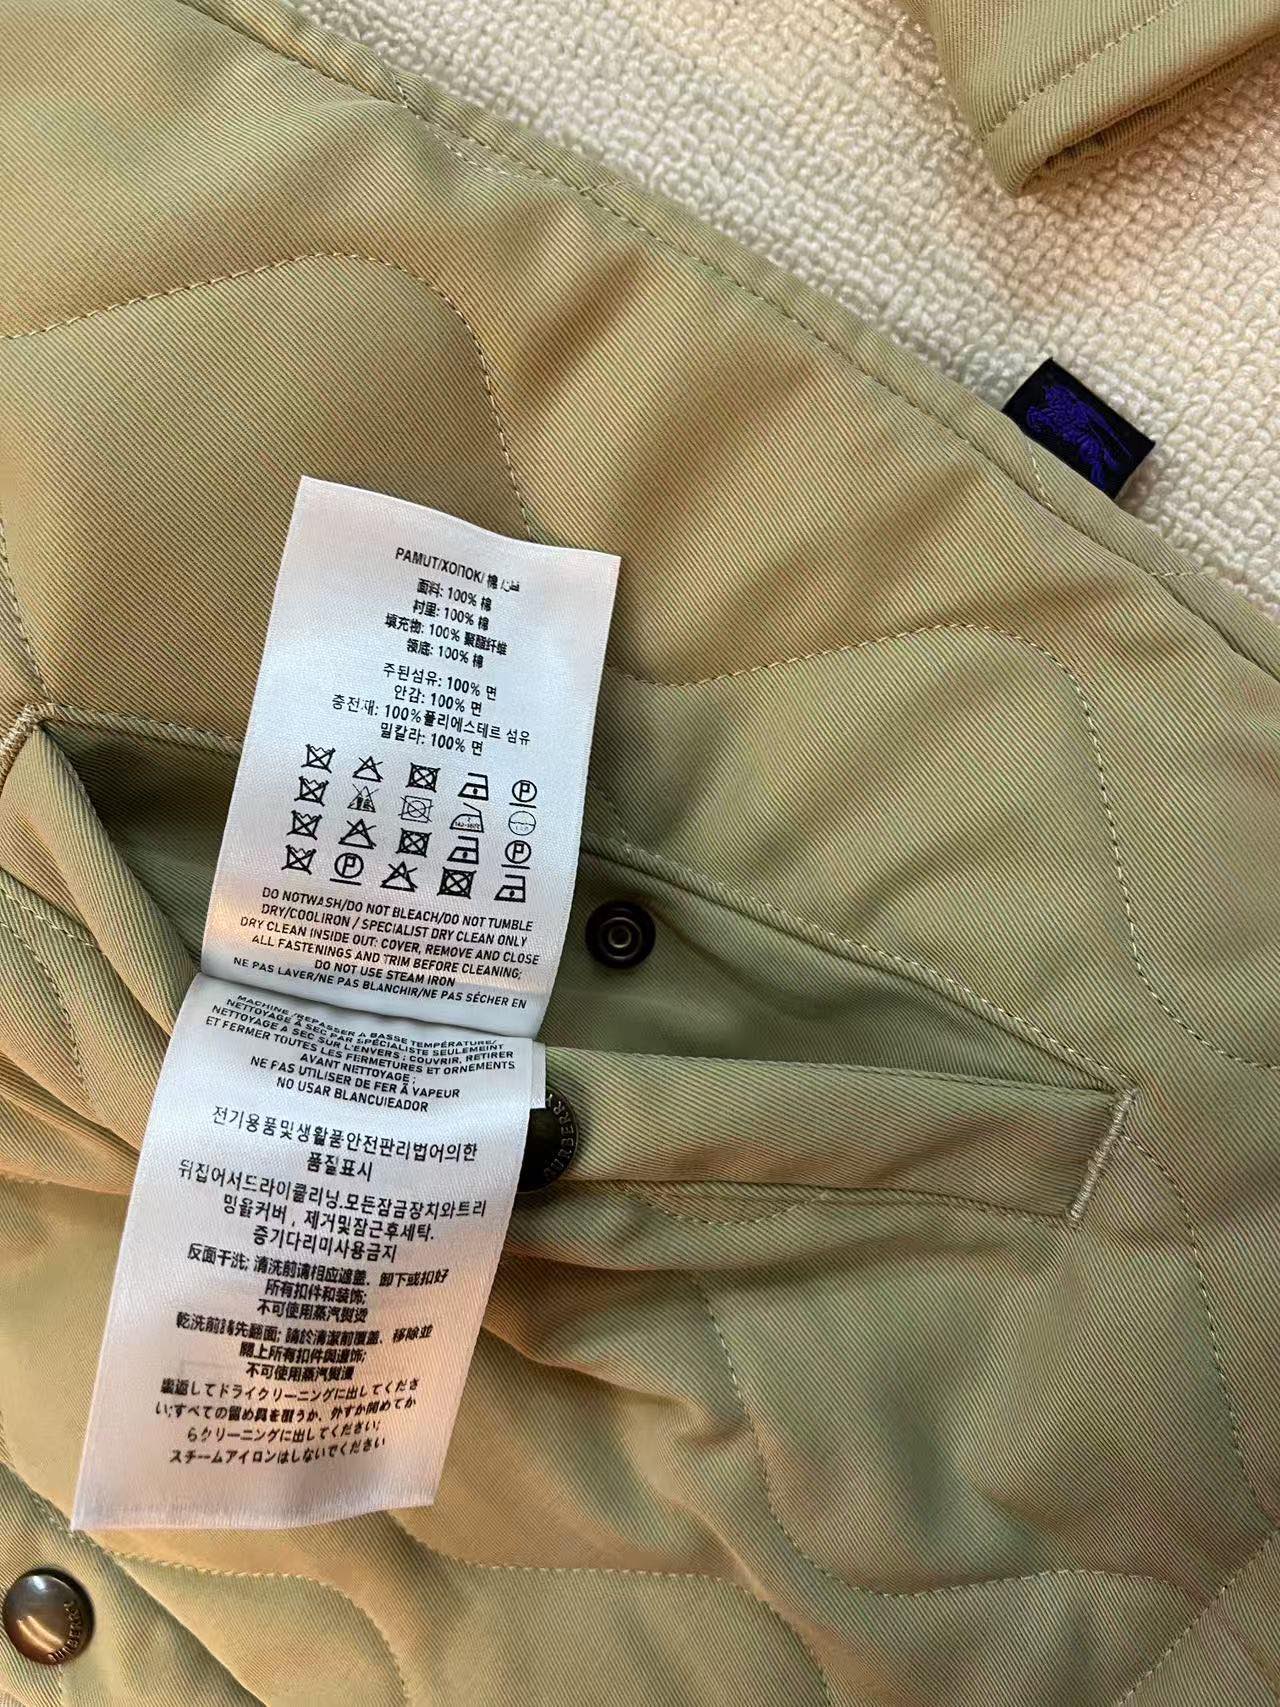 PAMUT/ХОПОК/ 棉
面料: 100% 棉
衬里: 100% 棉
填充物: 100% 聚酯纤维
领底: 100% 棉
주된섬유: 100% 면
안감: 100% 면
충전재: 100%폴리에스테르 섬유
밑칼라: 100% 면
DO NOTWASH/DO NOT BLEACH/DO NOT TUMBLE
DRY/COOLIRON / SPECIALIST DRY CLEAN ONLY
DRY CLEAN INSIDE OUT: COVER, REMOVE AND CLOSE
ALL FASTENINGS AND TRIM BEFORE CLEANING;
DO NOT USE STEAM IRON
NE PAS LAVER/NE PAS BLANCHIR/NE PAS SÉCHER EN
MACHINE /REPASSER A BASSE TEMPÉRATURE/
NETTOYAGE A SEC PAR SPÉCIALISTE SEULEMENT
NETTOYAGE A SEC SUR L'ENVERS ; COUVRIR, RETIRER
ET FERMER TOUTES LES FERMETURES ET ORNEMENTS
AVANT NETTOYAGE ;
NE PAS UTILISER DE FER À VAPEUR
NO USAR BLANCUIEADOR
전기용품및생활품안전판리법어의한
품질표시
뒤집어서드라이클리닝.모든잠금장치와트리
밍을커버 , 제거및잠근후세탁.
증기다리미사용금지
反面干洗; 清洗前请相应遮盖、卸下或扣好
所有扣件和装饰;
不可使用蒸汽熨烫
乾洗前請先翻面; 請於清潔前覆蓋、移除並
關上所有扣件與邊飾;
不可使用蒸汽熨燙
裏返してドライクリーニングに出してくださ
い;すべての留め具を覆うか、外すか閉めてか
らクリーニングに出してください;
スチームアイロンはしないでください
BURBERRY
BURBERRY